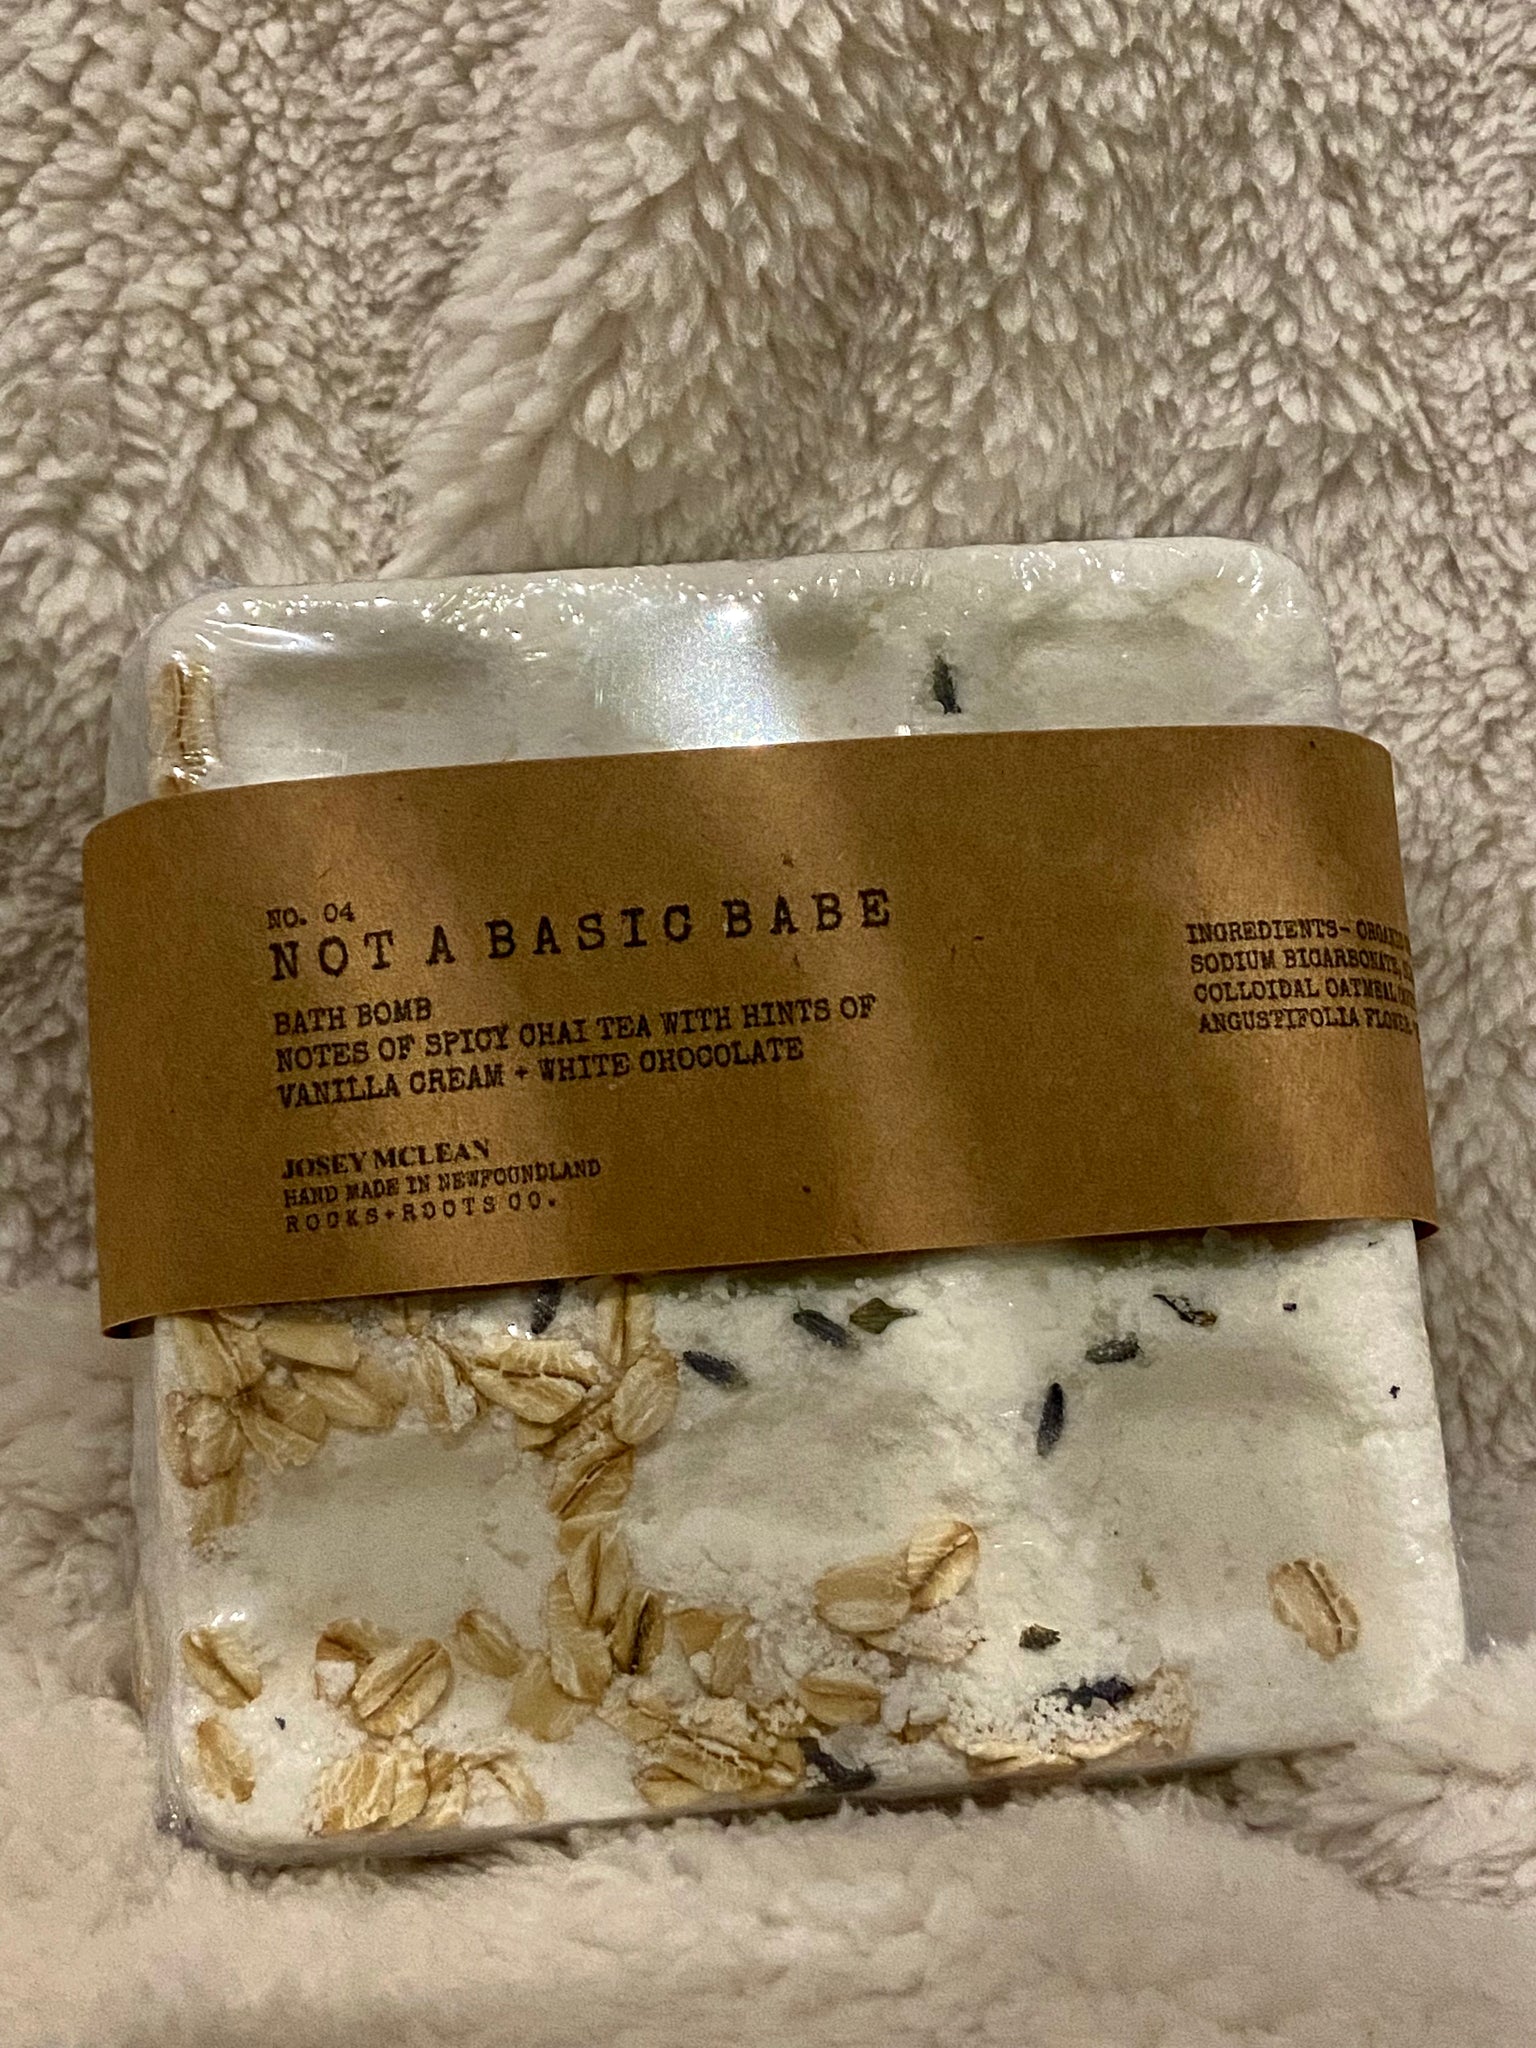 NO. 04
NOT A BASIC BABE
BATH BOMB
NOTES OF SPICY CHAI TEA WITH HINTS OF
VANILLA CREAM + WHITE CHOCOLATE
JOSEY MCLEAN
HAND MADE IN NEWFOUNDLAND
ROCKS+ROOTS CO.
INGREDIENTS-
SODIUM BICARBONATE,
COLLOIDAL OATMEAL
ANGUSTIFOLIA